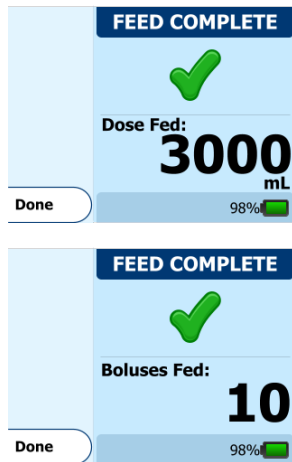 FEED COMPLETE
Dose Fed:
3000
mL
Done
98%
FEED COMPLETE
Boluses Fed:
10
Done
98%